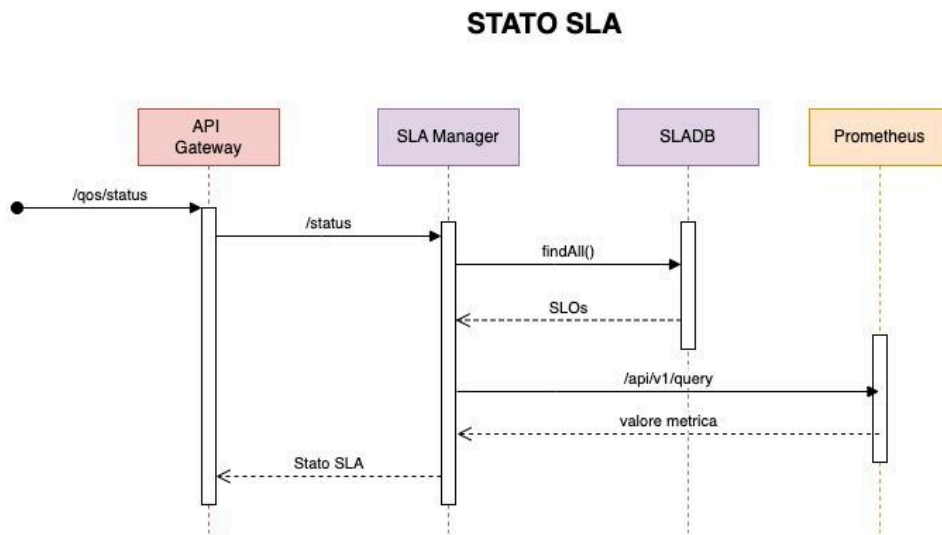 STATO SLA
API
Gateway
SLA Manager
SLADB
Prometheus
/qos/status
/status
findAll()
SLOs
/api/v1/query
valore metrica
Stato SLA